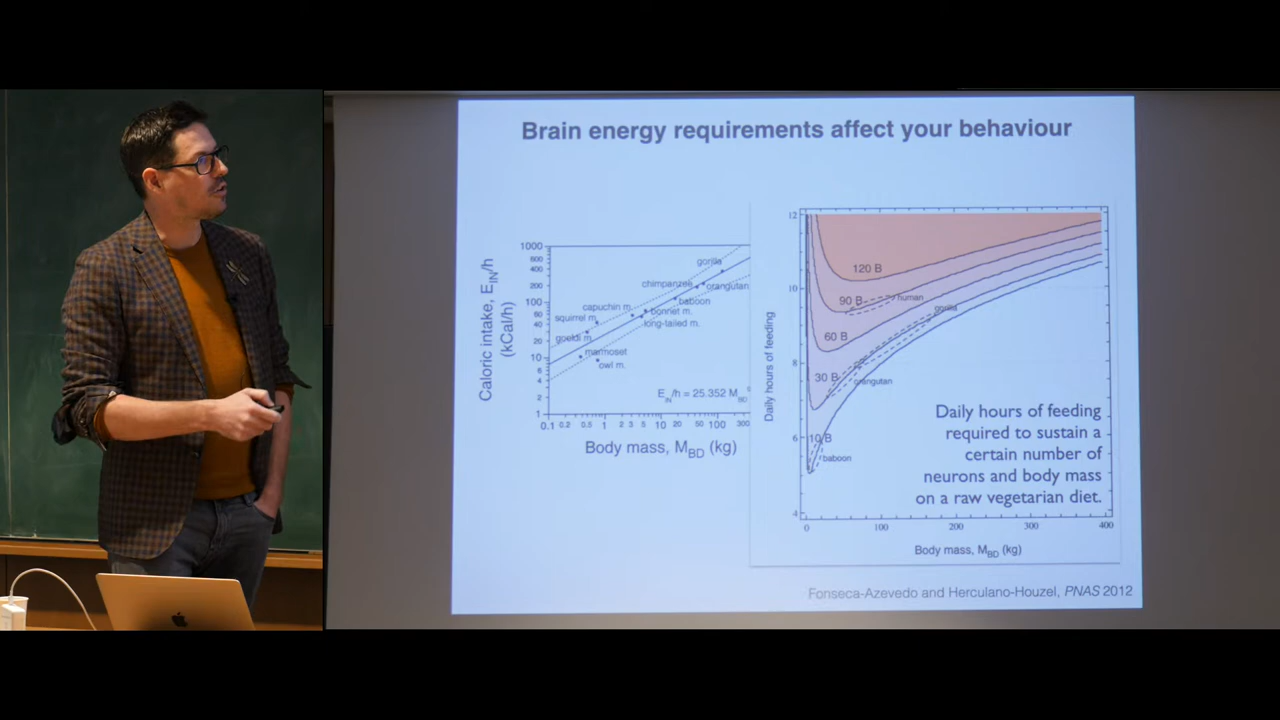 Brain energy requirements affect your behaviour
Caloric intake, E_IN/h
(kCal/h)
1000
600
400
200
100
60
40
20
10
6
4
2
1
gorilla
chimpanzee
orangutan
baboon
capuchin m.
bonnet m.
squirrel m.
long-tailed m.
goeldi m.
marmoset
owl m.
E_IN/h = 25.352 M_BD
0.1 0.2 0.5 1 2 3 5 10 20 50 100 300
Body mass, M_BD (kg)
Daily hours of feeding
12
10
8
6
4
120 B
90 B
human
gorilla
60 B
30 B
orangutan
10 B
baboon
Daily hours of feeding
required to sustain a
certain number of
neurons and body mass
on a raw vegetarian diet.
0 100 200 300 400
Body mass, M_BD (kg)
Fonseca-Azevedo and Herculano-Houzel, PNAS 2012